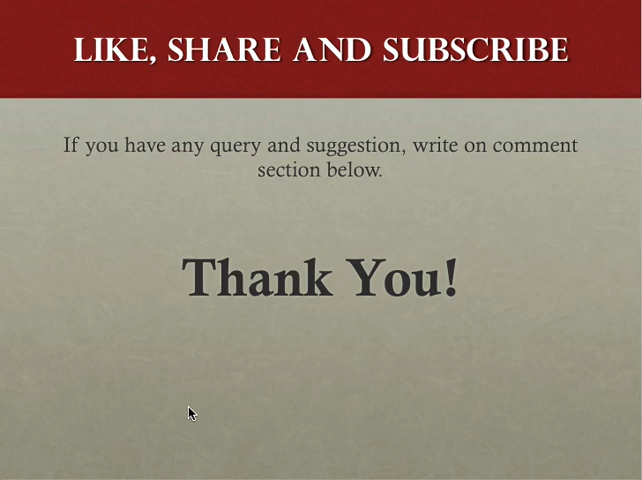 LIKE, SHARE AND SUBSCRIBE
If you have any query and suggestion, write on comment
section below.
Thank You!